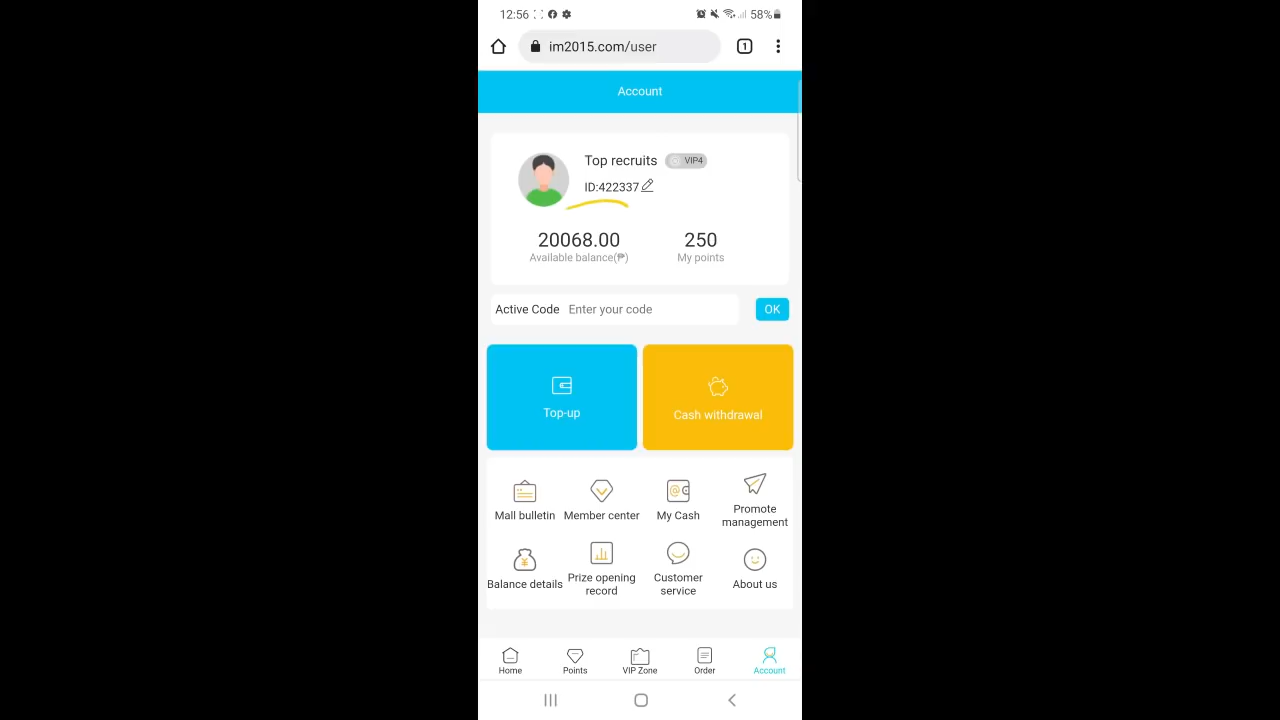 12:56 58%
1
im2015.com/user
Account
Top recruits VIP4
ID:422337
20068.00 250
Available balance(₱) My points
Active Code Enter your code OK
Top-up Cash withdrawal
Mall bulletin Member center My Cash Promote management
Balance details Prize opening record Customer service About us
Home Points VIP Zone Order Account